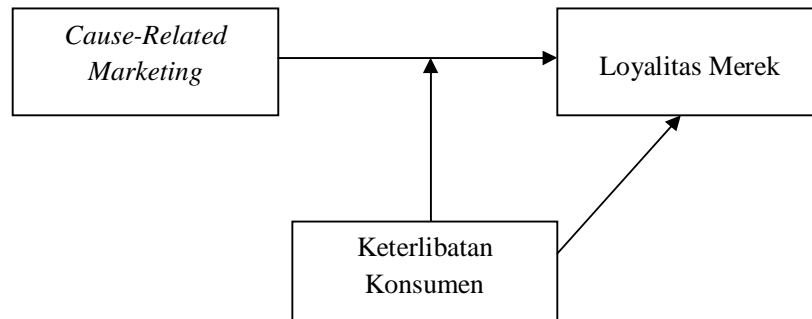 Cause-Related
Marketing
Loyalitas Merek
Keterlibatan
Konsumen